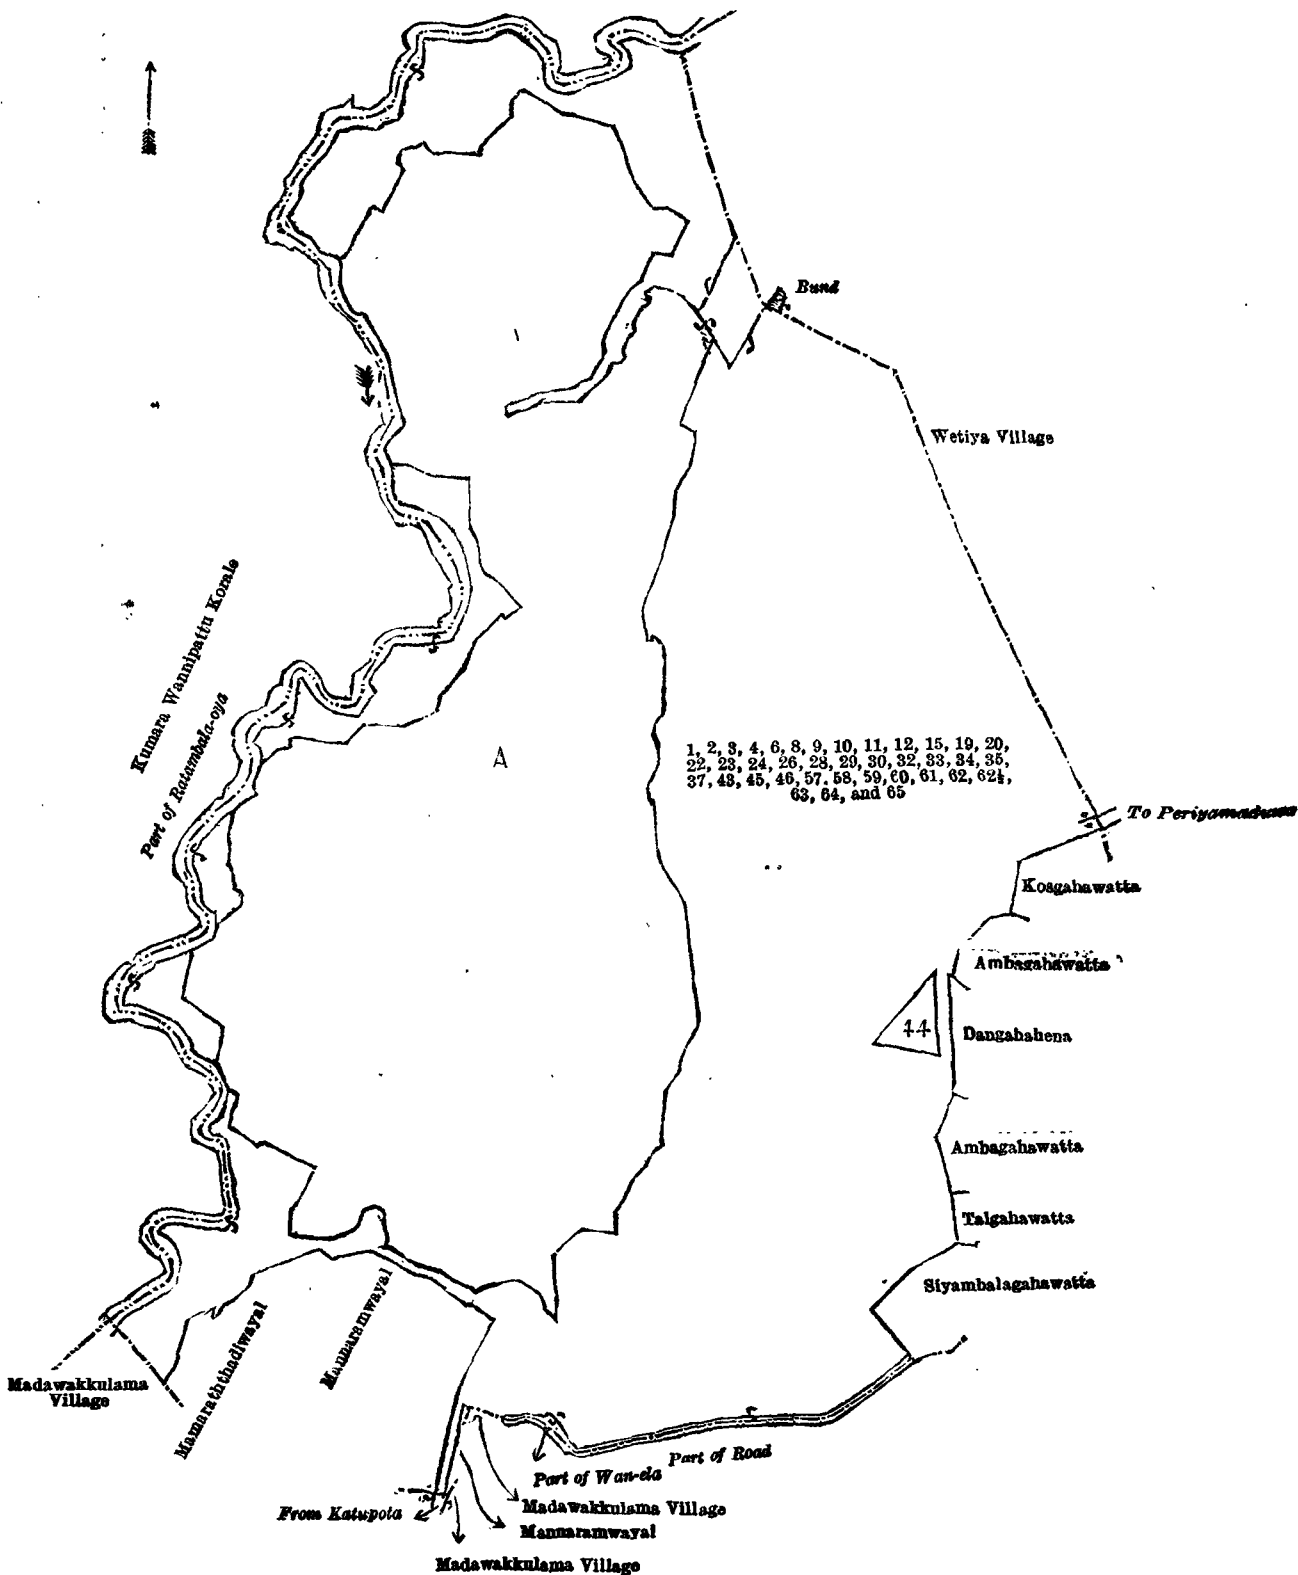 Bund
Wetiya Village
Kumara Wannipattu Korale
Part of Ratambala-oya
A
1, 2, 3, 4, 6, 8, 9, 10, 11, 12, 15, 19, 20,
22, 23, 24, 26, 28, 29, 30, 32, 33, 34, 35,
37, 43, 45, 46, 57. 58, 59, 60, 61, 62, 62½,
63, 64, and 65
To
Kosgahawatta
Ambagahawatta
44
Dangahahena
Ambagahawatta
Talgahawatta
Siyambalagahawatta
Madawakkulama
Village
Mamaraththadiwayal
Mannaramwayal
Part of Road
Part of Wan-ela
From Katupota
Madawakkulama Village
Mannaramwayal
Madawakkulama Village